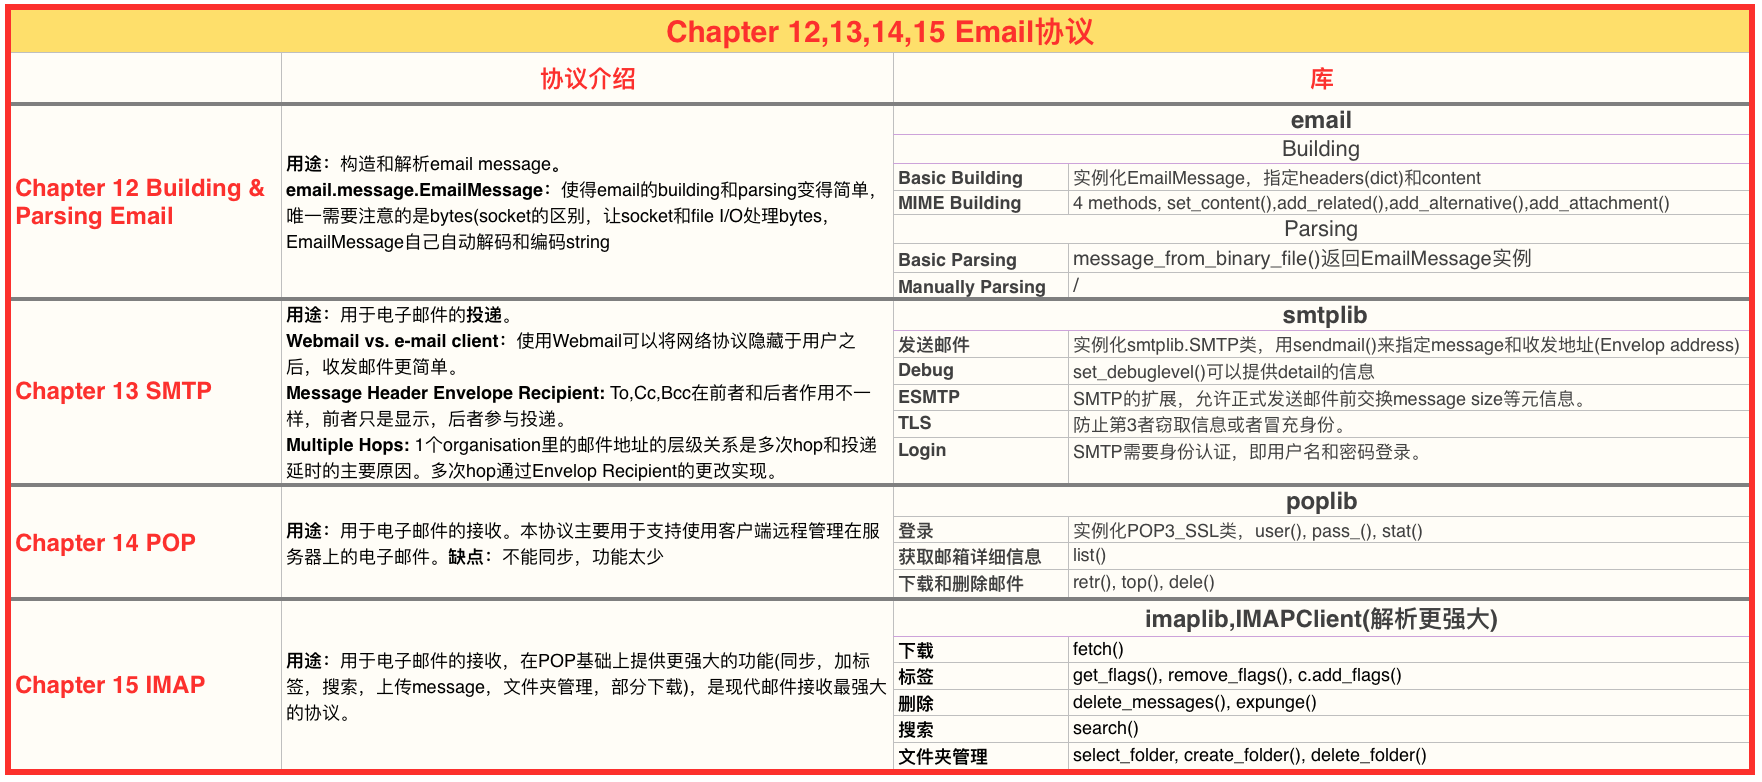 Chapter 12,13,14,15 Email协议
协议介绍
库
Chapter 12 Building &
Parsing Email
用途：构造和解析email message。
email.message.EmailMessage：使得email的building和parsing变得简单，
唯一需要注意的是bytes(socket的区别，让socket和file I/O处理bytes，
EmailMessage自己自动解码和编码string
email
Building
Basic Building 实例化EmailMessage，指定headers(dict)和content
MIME Building 4 methods, set_content(),add_related(),add_alternative(),add_attachment()
Parsing
Basic Parsing message_from_binary_file()返回EmailMessage实例
Manually Parsing /
Chapter 13 SMTP
用途：用于电子邮件的投递。
Webmail vs. e-mail client：使用Webmail可以将网络协议隐藏于用户之
后，收发邮件更简单。
Message Header Envelope Recipient: To,Cc,Bcc在前者和后者作用不一
样，前者只是显示，后者参与投递。
Multiple Hops: 1个organisation里的邮件地址的层级关系是多次hop和投递
延时的主要原因。多次hop通过Envelop Recipient的更改实现。
smtplib
发送邮件 实例化smtplib.SMTP类，用sendmail()来指定message和收发地址(Envelop address)
Debug set_debuglevel()可以提供detail的信息
ESMTP SMTP的扩展，允许正式发送邮件前交换message size等元信息。
TLS 防止第3者窃取信息或者冒充身份。
Login SMTP需要身份认证，即用户名和密码登录。
Chapter 14 POP
用途：用于电子邮件的接收。本协议主要用于支持使用客户端远程管理在服
务器上的电子邮件。缺点：不能同步，功能太少
poplib
登录 实例化POP3_SSL类，user(), pass_(), stat()
获取邮箱详细信息 list()
下载和删除邮件 retr(), top(), dele()
Chapter 15 IMAP
用途：用于电子邮件的接收，在POP基础上提供更强大的功能(同步，加标
签，搜索，上传message，文件夹管理，部分下载)，是现代邮件接收最强大
的协议。
imaplib,IMAPClient(解析更强大)
下载 fetch()
标签 get_flags(), remove_flags(), c.add_flags()
删除 delete_messages(), expunge()
搜索 search()
文件夹管理 select_folder, create_folder(), delete_folder()